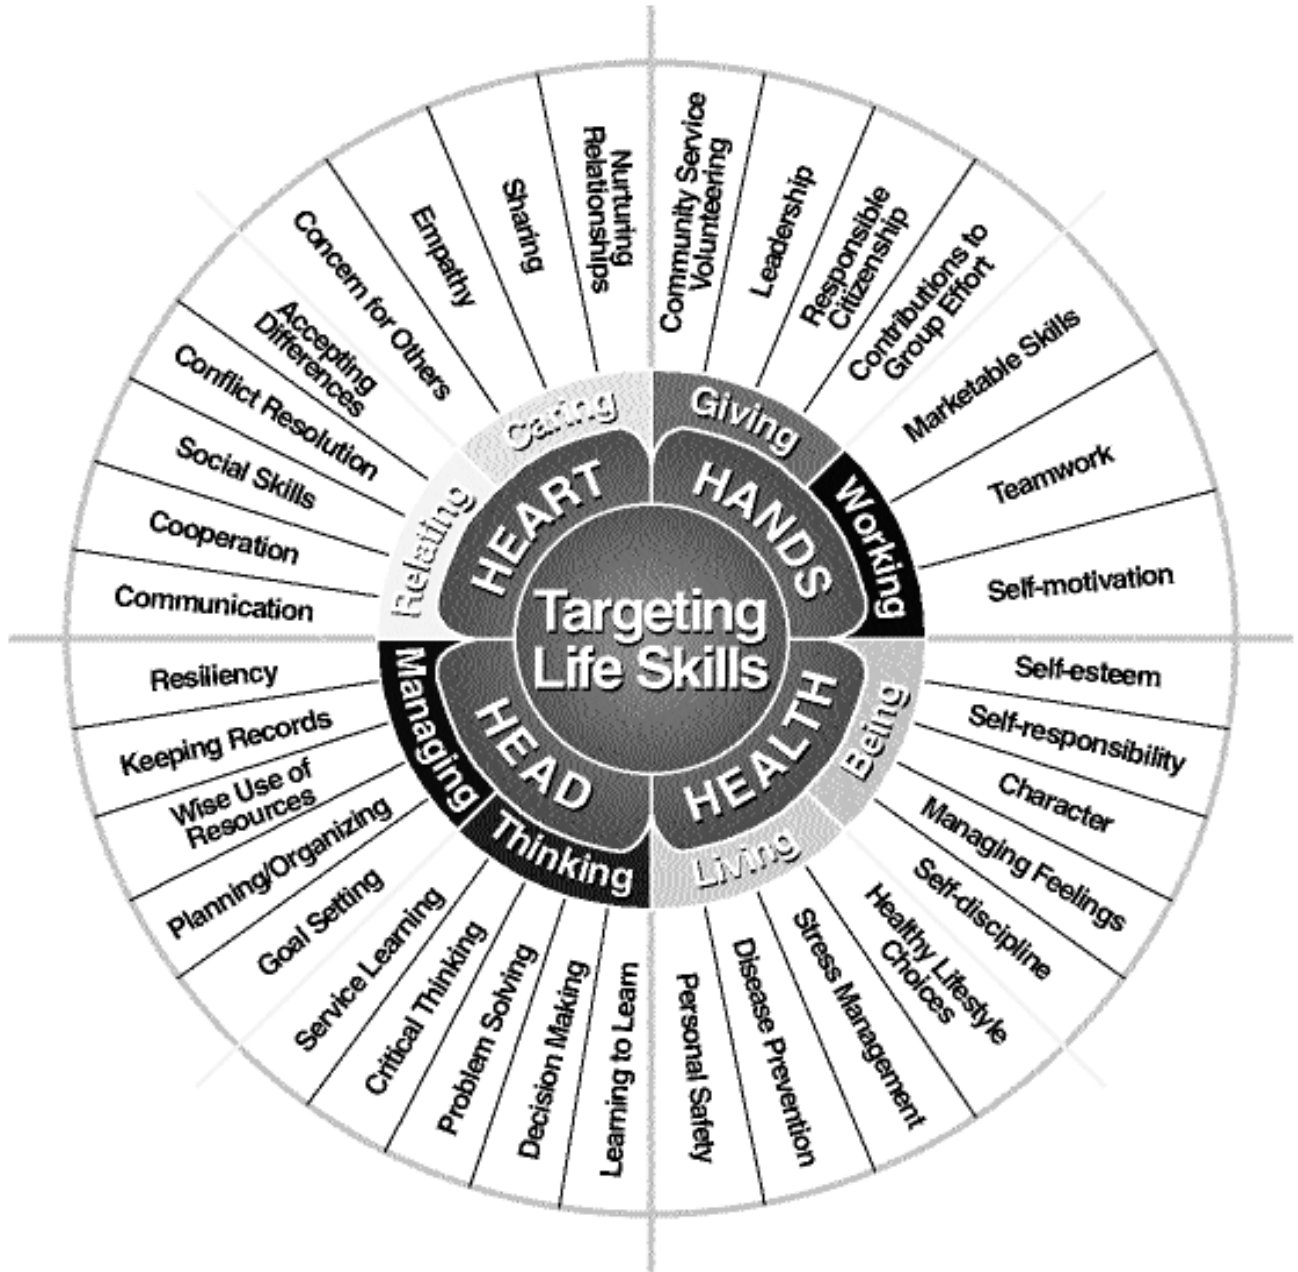 Targeting
Life Skills
HEART
HANDS
HEALTH
HEAD
Caring
Giving
Working
Being
Living
Thinking
Managing
Relating
Community Service
Volunteering
Leadership
Responsible
Citizenship
Contributions to
Group Effort
Marketable Skills
Teamwork
Self-motivation
Self-esteem
Self-responsibility
Character
Managing Feelings
Self-discipline
Healthy Lifestyle
Choices
Stress Management
Disease Prevention
Personal Safety
Learning to Learn
Decision Making
Problem Solving
Critical Thinking
Service Learning
Goal Setting
Planning/Organizing
Wise Use of
Resources
Keeping Records
Resiliency
Communication
Cooperation
Social Skills
Conflict Resolution
Accepting
Differences
Concern for Others
Empathy
Sharing
Nurturing
Relationships